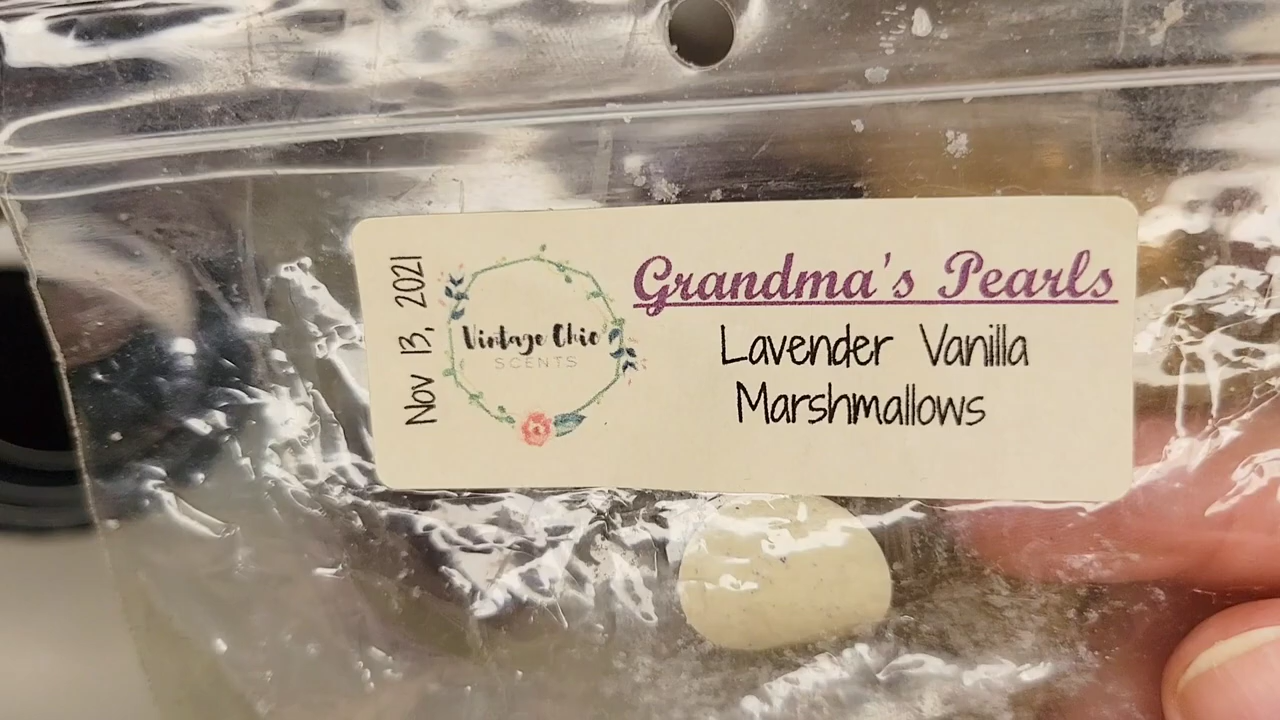 Nov 13, 2021
Vintage Chic
SCENTS
Grandma's Pearls
Lavender Vanilla
Marshmallows